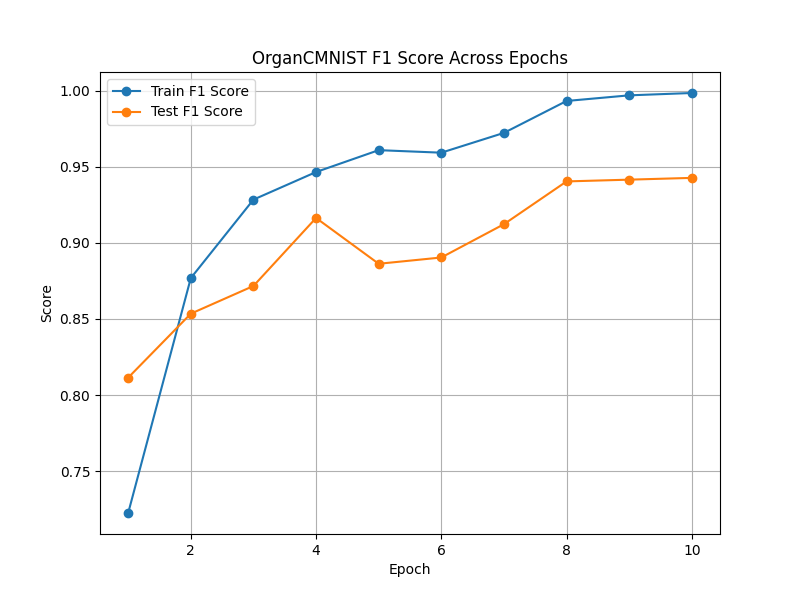 OrganCMNIST F1 Score Across Epochs
Train F1 Score
Test F1 Score
1.00
0.95
0.90
0.85
0.80
0.75
Score
2 4 6 8 10
Epoch